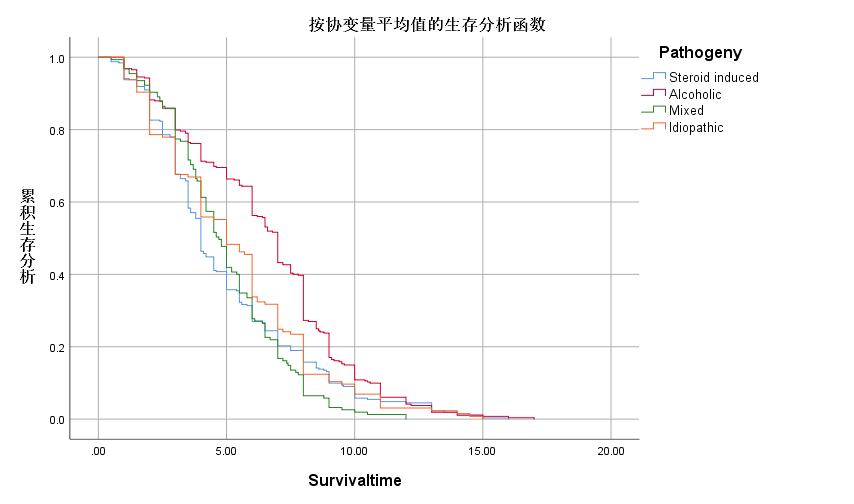 按协变量平均值的生存分析函数
Pathogeny
Steroid induced
Alcoholic
Mixed
Idiopathic
累积生存分析
1.0
0.8
0.6
0.4
0.2
0.0
.00 5.00 10.00 15.00 20.00
Survivaltime